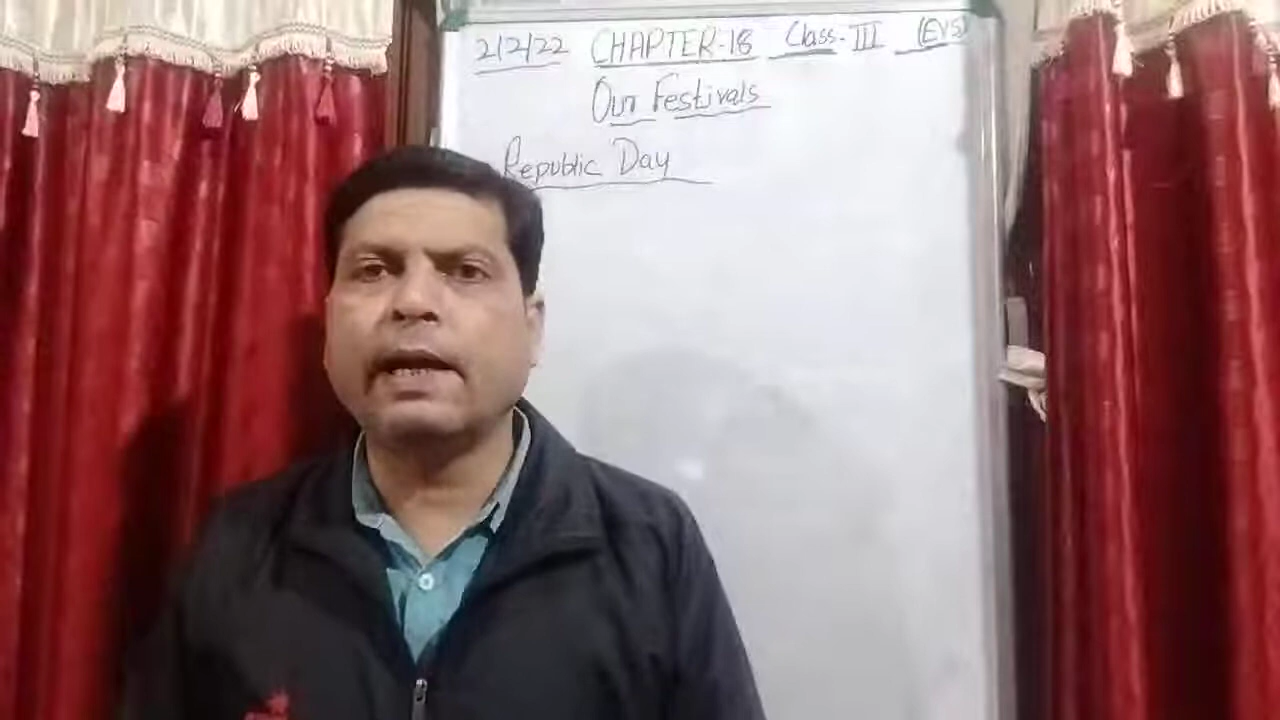 2/2/22 CHAPTER-18 Class-III (EVS)
Our Festivals
Republic Day